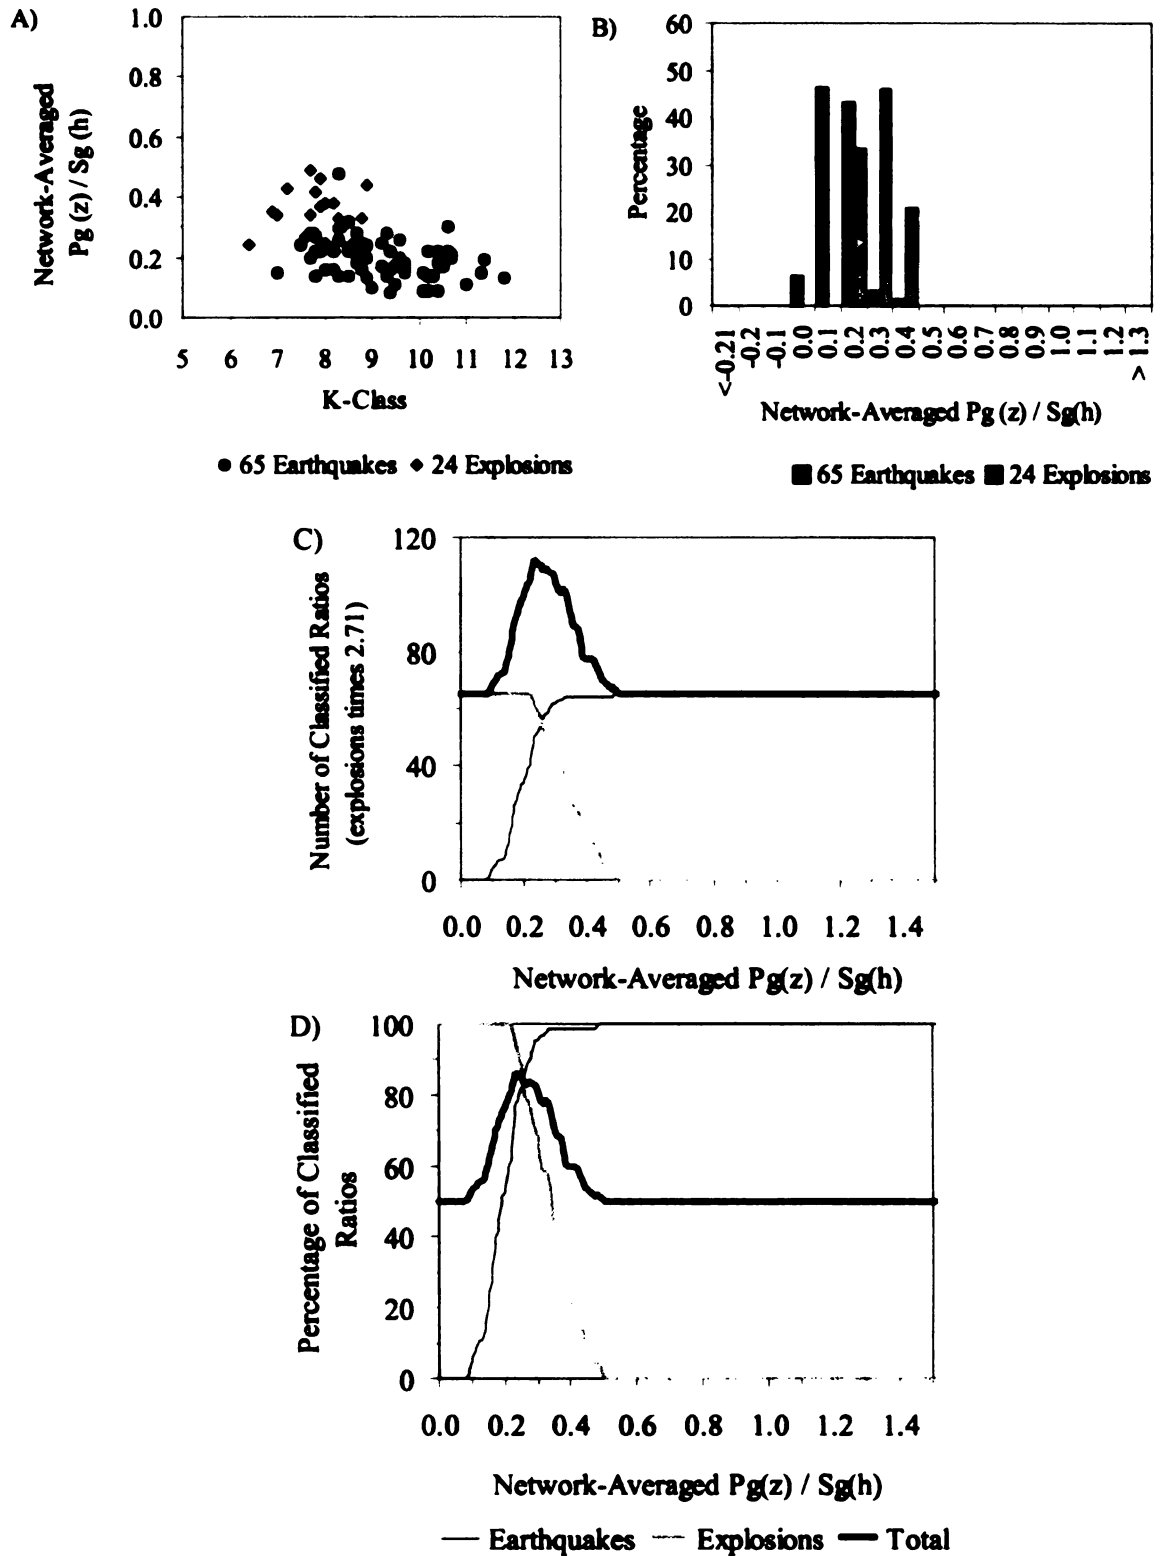 A)
1.0
0.8
0.6
0.4
0.2
0.0
Network-Averaged
Pg (z) / Sg (h)
5 6 7 8 9 10 11 12 13
K-Class
65 Earthquakes 24 Explosions
B)
60
50
40
30
20
10
0
Percentage
<-0.21 -0.2 -0.1 0.0 0.1 0.2 0.3 0.4 0.5 0.6 0.7 0.8 0.9 1.0 1.1 1.2 > 1.3
Network-Averaged Pg (z) / Sg(h)
65 Earthquakes 24 Explosions
C)
120
80
40
0
Number of Classified Ratios
(explosions times 2.71)
0.0 0.2 0.4 0.6 0.8 1.0 1.2 1.4
Network-Averaged Pg(z) / Sg(h)
D)
100
80
60
40
20
0
Percentage of Classified
Ratios
0.0 0.2 0.4 0.6 0.8 1.0 1.2 1.4
Network-Averaged Pg(z) / Sg(h)
Earthquakes Explosions Total